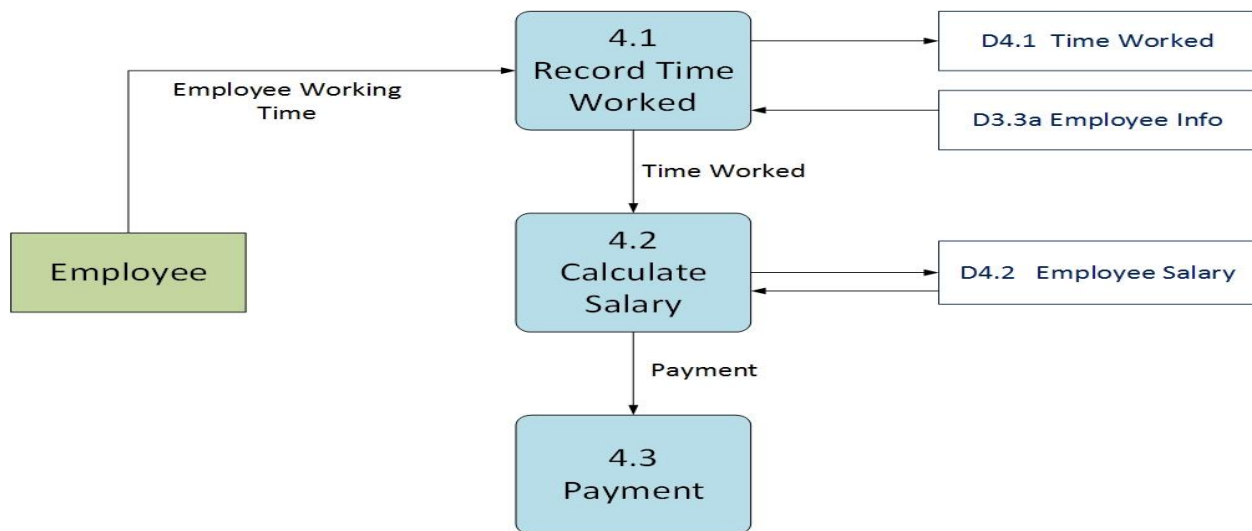 4.1
Record Time
Worked
D4.1 Time Worked
Employee Working
Time
D3.3a Employee Info
Time Worked
4.2
Calculate
Salary
Employee
D4.2 Employee Salary
Payment
4.3
Payment